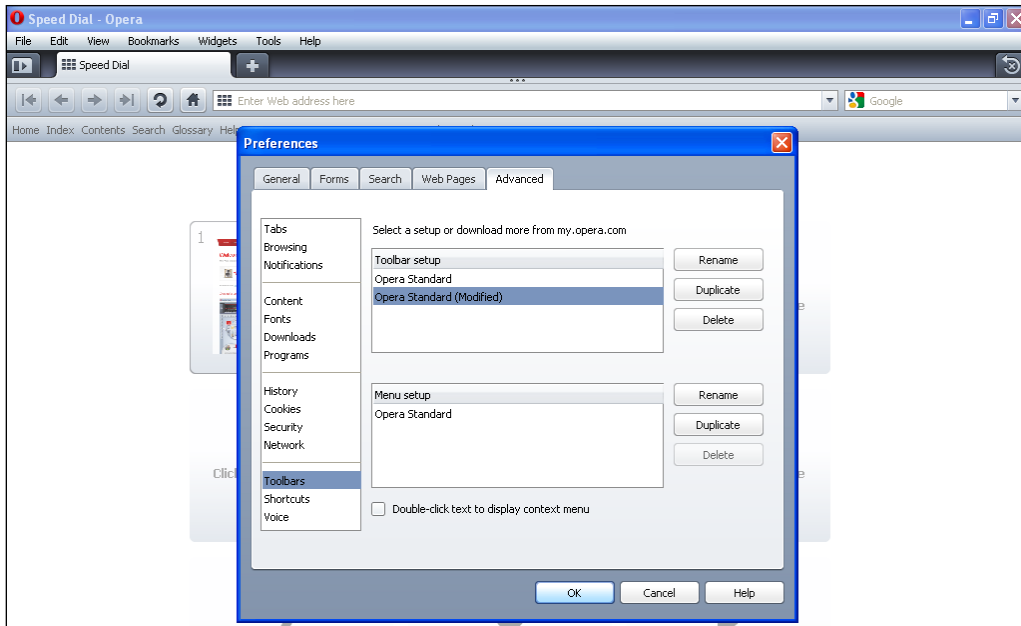 Speed Dial - Opera
File Edit View Bookmarks Widgets Tools Help
Speed Dial
Enter Web address here
Google
Home Index Contents Search Glossary Help
Preferences
General Forms Search Web Pages Advanced
Tabs
Browsing
Notifications
Content
Fonts
Downloads
Programs
History
Cookies
Security
Network
Toolbars
Shortcuts
Voice
Select a setup or download more from my.opera.com
Toolbar setup
Opera Standard
Opera Standard (Modified)
Rename
Duplicate
Delete
Menu setup
Opera Standard
Rename
Duplicate
Delete
Double-click text to display context menu
OK Cancel Help
1